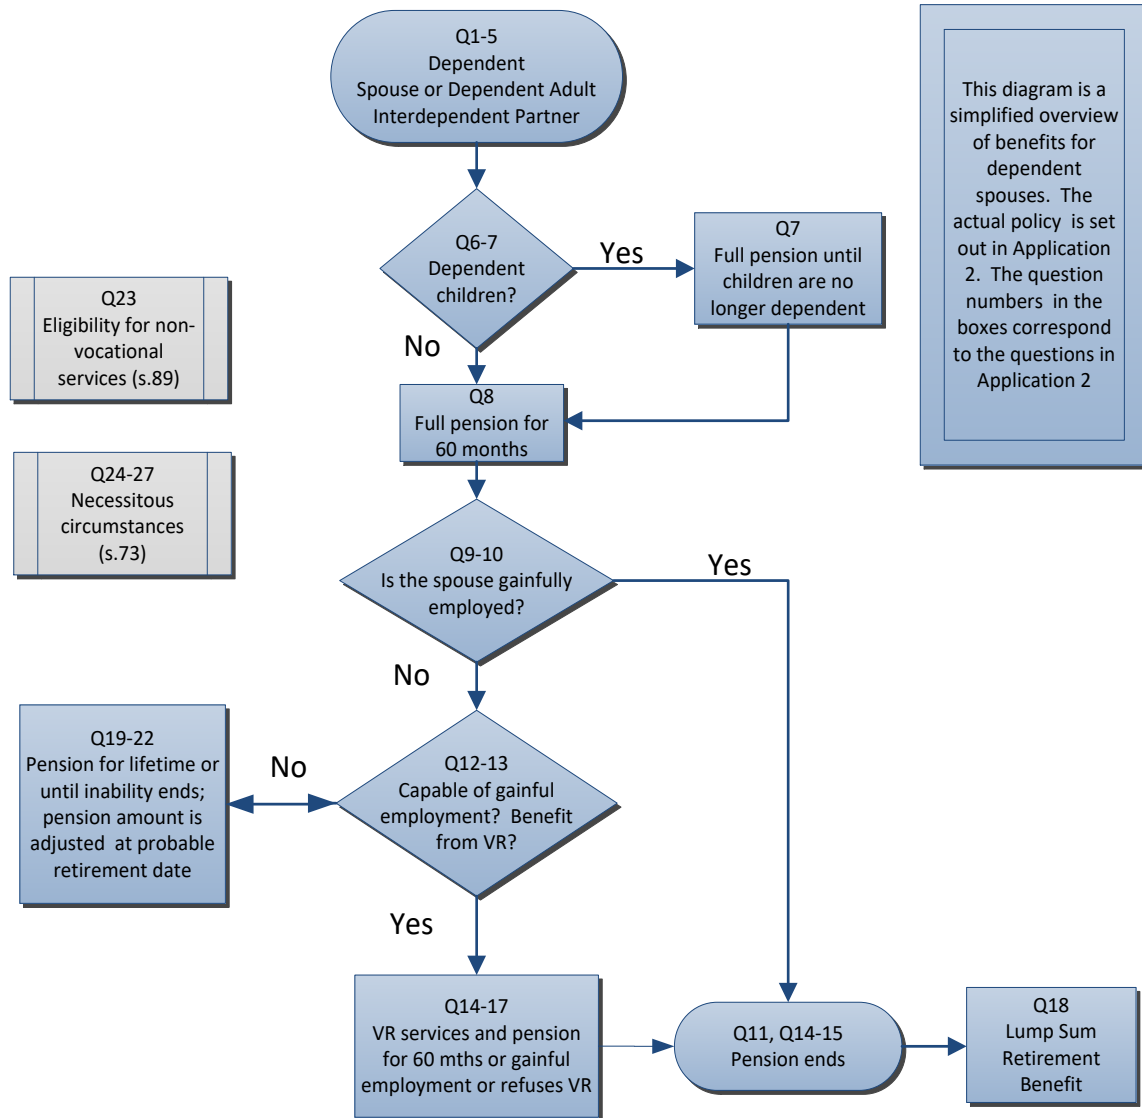 Q1-5
Dependent
Spouse or Dependent Adult
Interdependent Partner
This diagram is a
simplified overview
of benefits for
dependent
spouses. The
actual policy is set
out in Application
2. The question
numbers in the
boxes correspond
to the questions in
Application 2
Q6-7
Dependent
children?
Yes
Q7
Full pension until
children are no
longer dependent
No
Q23
Eligibility for non-
vocational
services (s.89)
Q8
Full pension for
60 months
Q24-27
Necessitous
circumstances
(s.73)
Q9-10
Is the spouse gainfully
employed?
Yes
No
Q19-22
Pension for lifetime or
until inability ends;
pension amount is
adjusted at probable
retirement date
No
Q12-13
Capable of gainful
employment? Benefit
from VR?
Yes
Q14-17
VR services and pension
for 60 mths or gainful
employment or refuses VR
Q11, Q14-15
Pension ends
Q18
Lump Sum
Retirement
Benefit